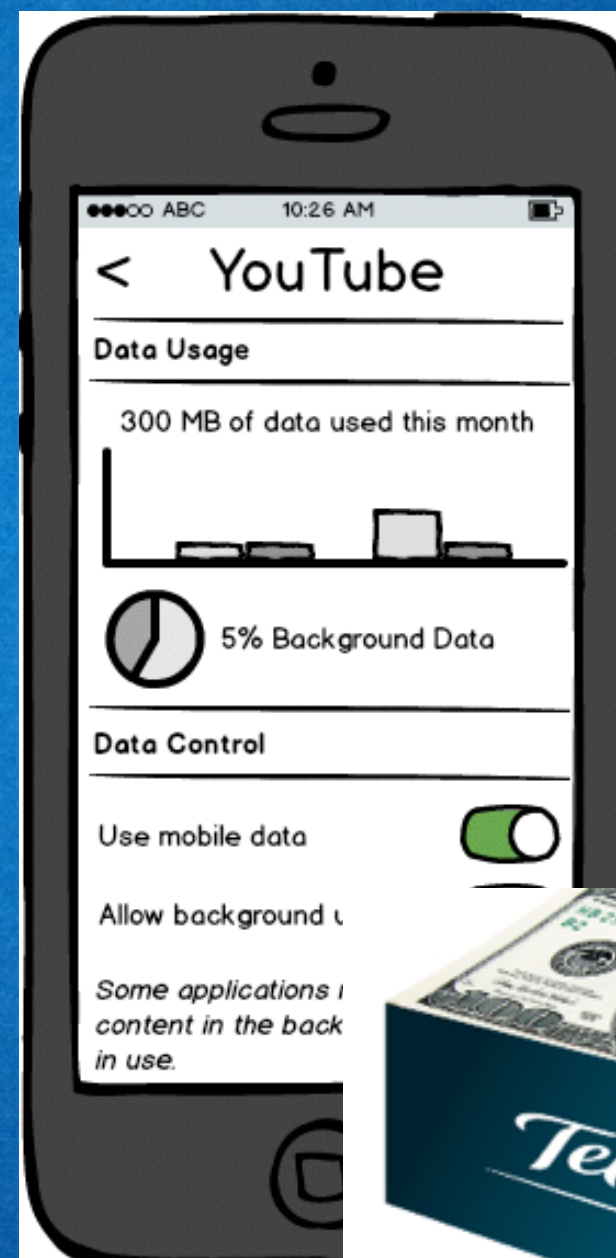 ABC 10:26 AM
< YouTube
Data Usage
300 MB of data used this month
5% Background Data
Data Control
Use mobile data
Allow background
Some applications
content in the back
in use.